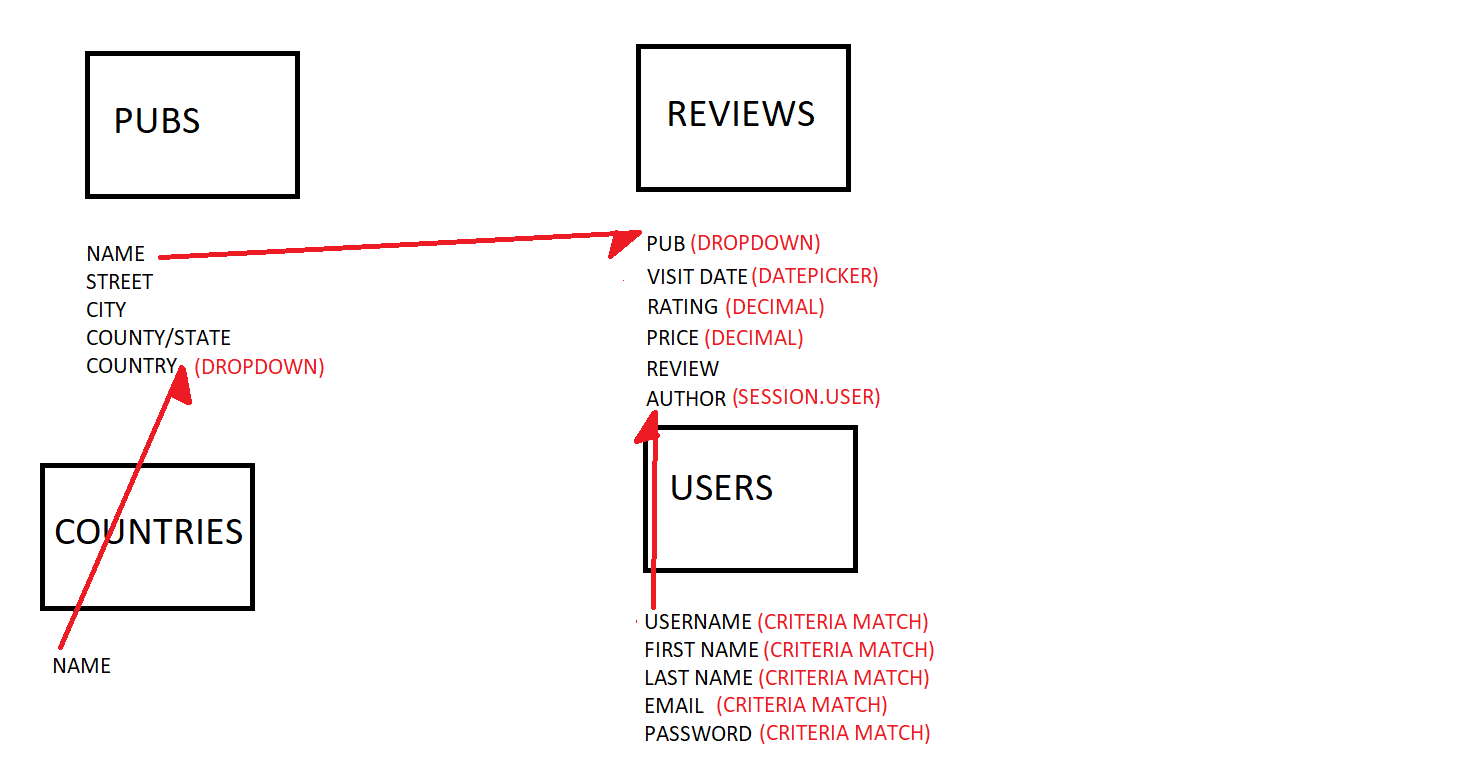 PUBS
NAME
STREET
CITY
COUNTY/STATE
COUNTRY (DROPDOWN)
REVIEWS
PUB (DROPDOWN)
VISIT DATE (DATEPICKER)
RATING (DECIMAL)
PRICE (DECIMAL)
REVIEW
AUTHOR (SESSION.USER)
COUNTRIES
NAME
USERS
USERNAME (CRITERIA MATCH)
FIRST NAME (CRITERIA MATCH)
LAST NAME (CRITERIA MATCH)
EMAIL (CRITERIA MATCH)
PASSWORD (CRITERIA MATCH)